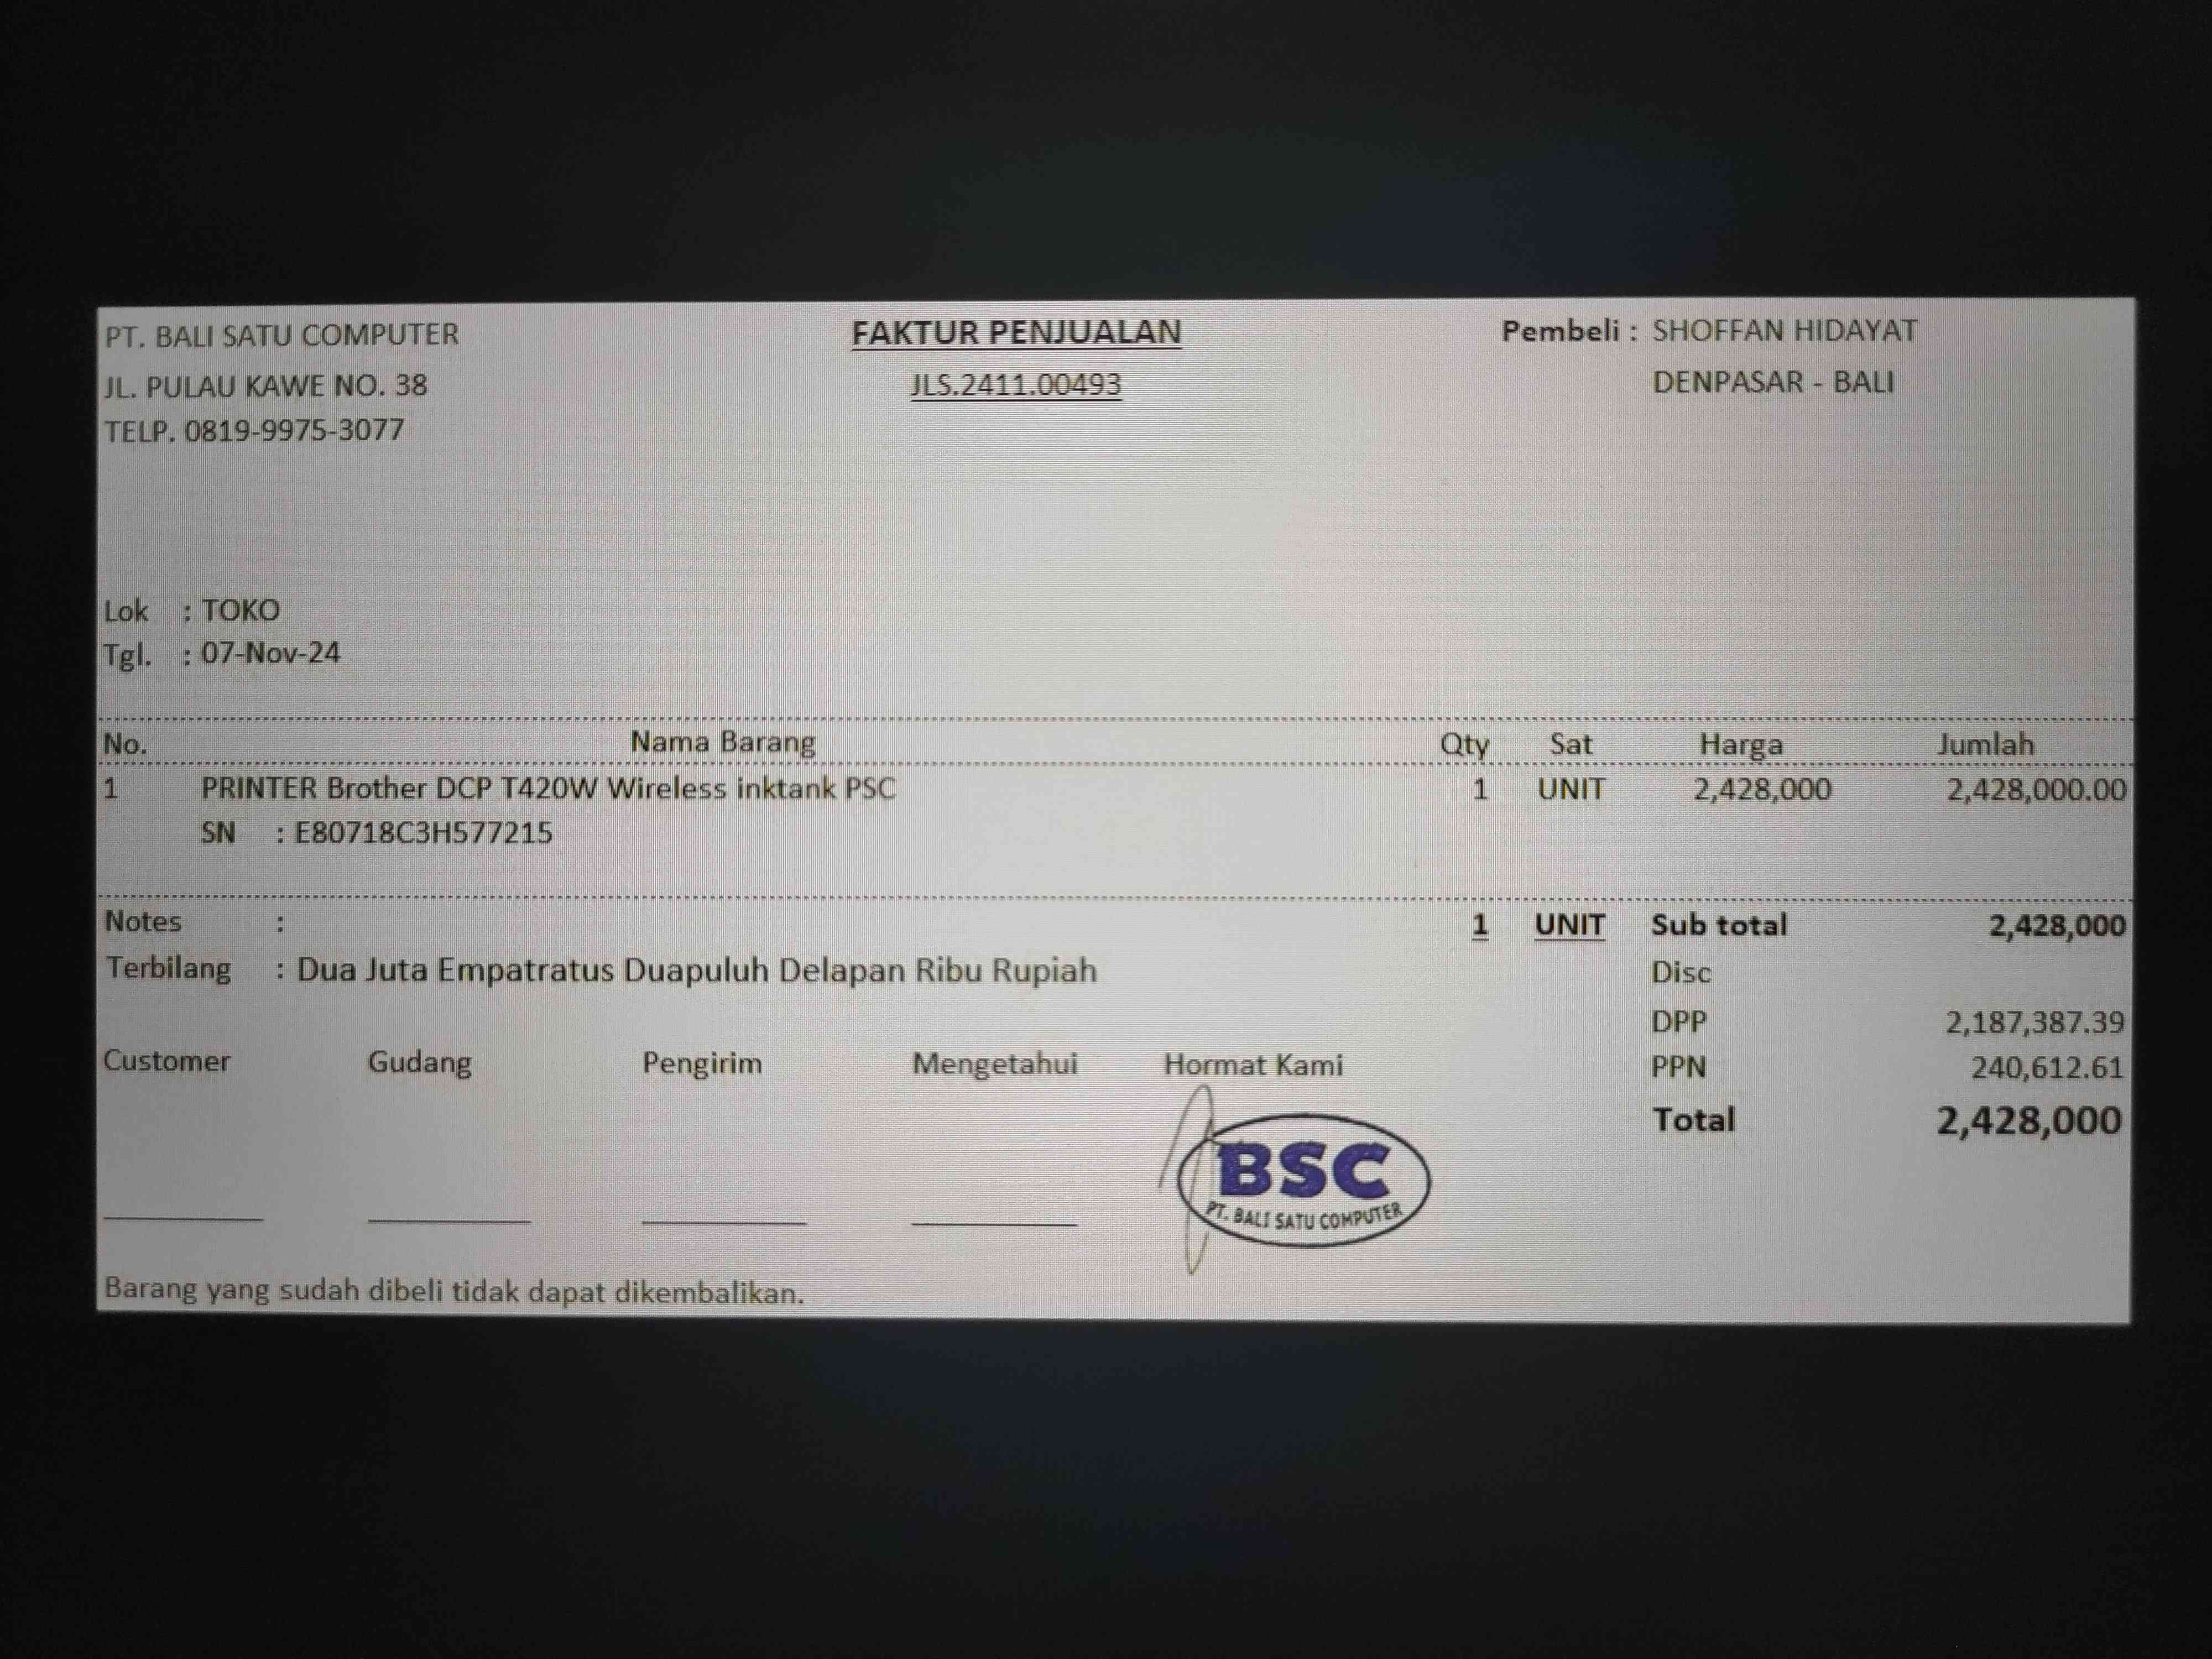 PT. BALI SATU COMPUTER
JL. PULAU KAWE NO. 38
TELP. 0819-9975-3077
FAKTUR PENJUALAN
JLS.2411.00493
Pembeli : SHOFFAN HIDAYAT
DENPASAR - BALI
Lok : TOKO
Tgl. : 07-Nov-24
No. Nama Barang Qty Sat Harga Jumlah
1 PRINTER Brother DCP T420W Wireless inktank PSC 1 UNIT 2,428,000 2,428,000.00
SN : E80718C3H577215
Notes : 1 UNIT Sub total 2,428,000
Terbilang : Dua Juta Empatratus Duapuluh Delapan Ribu Rupiah
Disc
DPP 2,187,387.39
PPN 240,612.61
Total 2,428,000
Customer Gudang Pengirim Mengetahui Hormat Kami
BSC
PT. BALI SATU COMPUTER
Barang yang sudah dibeli tidak dapat dikembalikan.